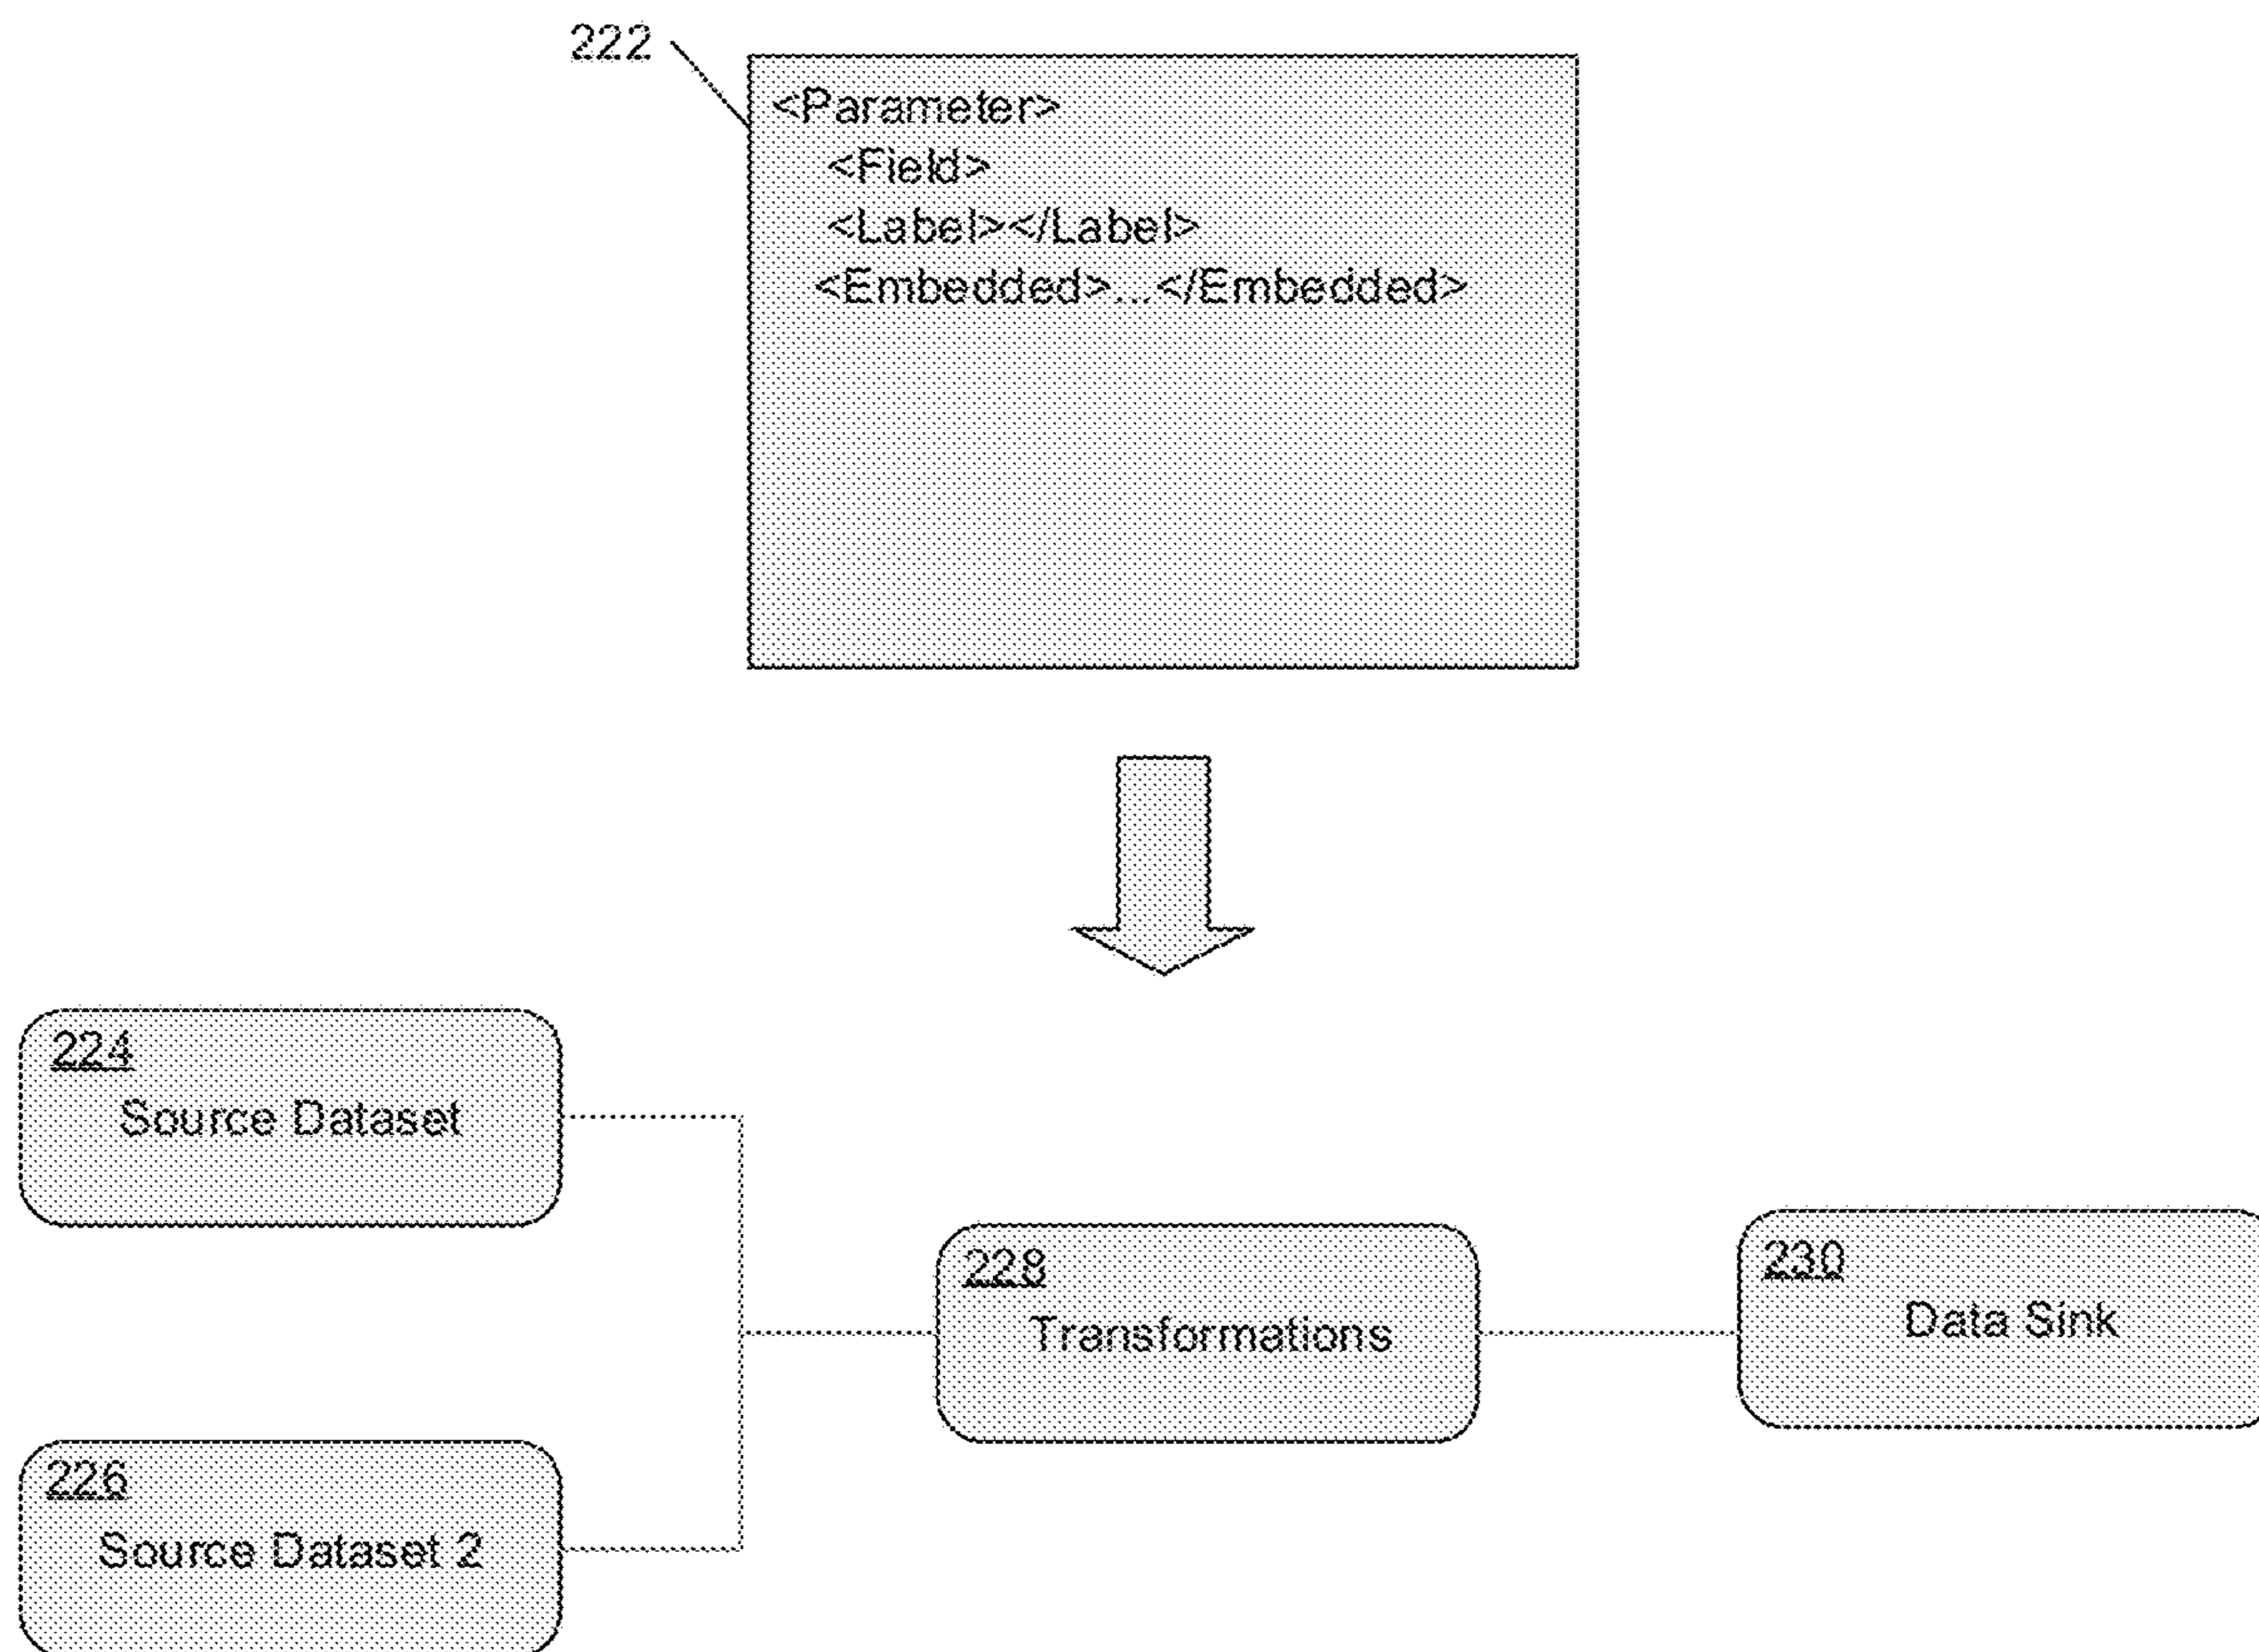 222
<Parameter>
<Field>
<Label></Label>
<Embedded>...</Embedded>
224
Source Dataset
226
Source Dataset 2
228
Transformations
230
Data Sink